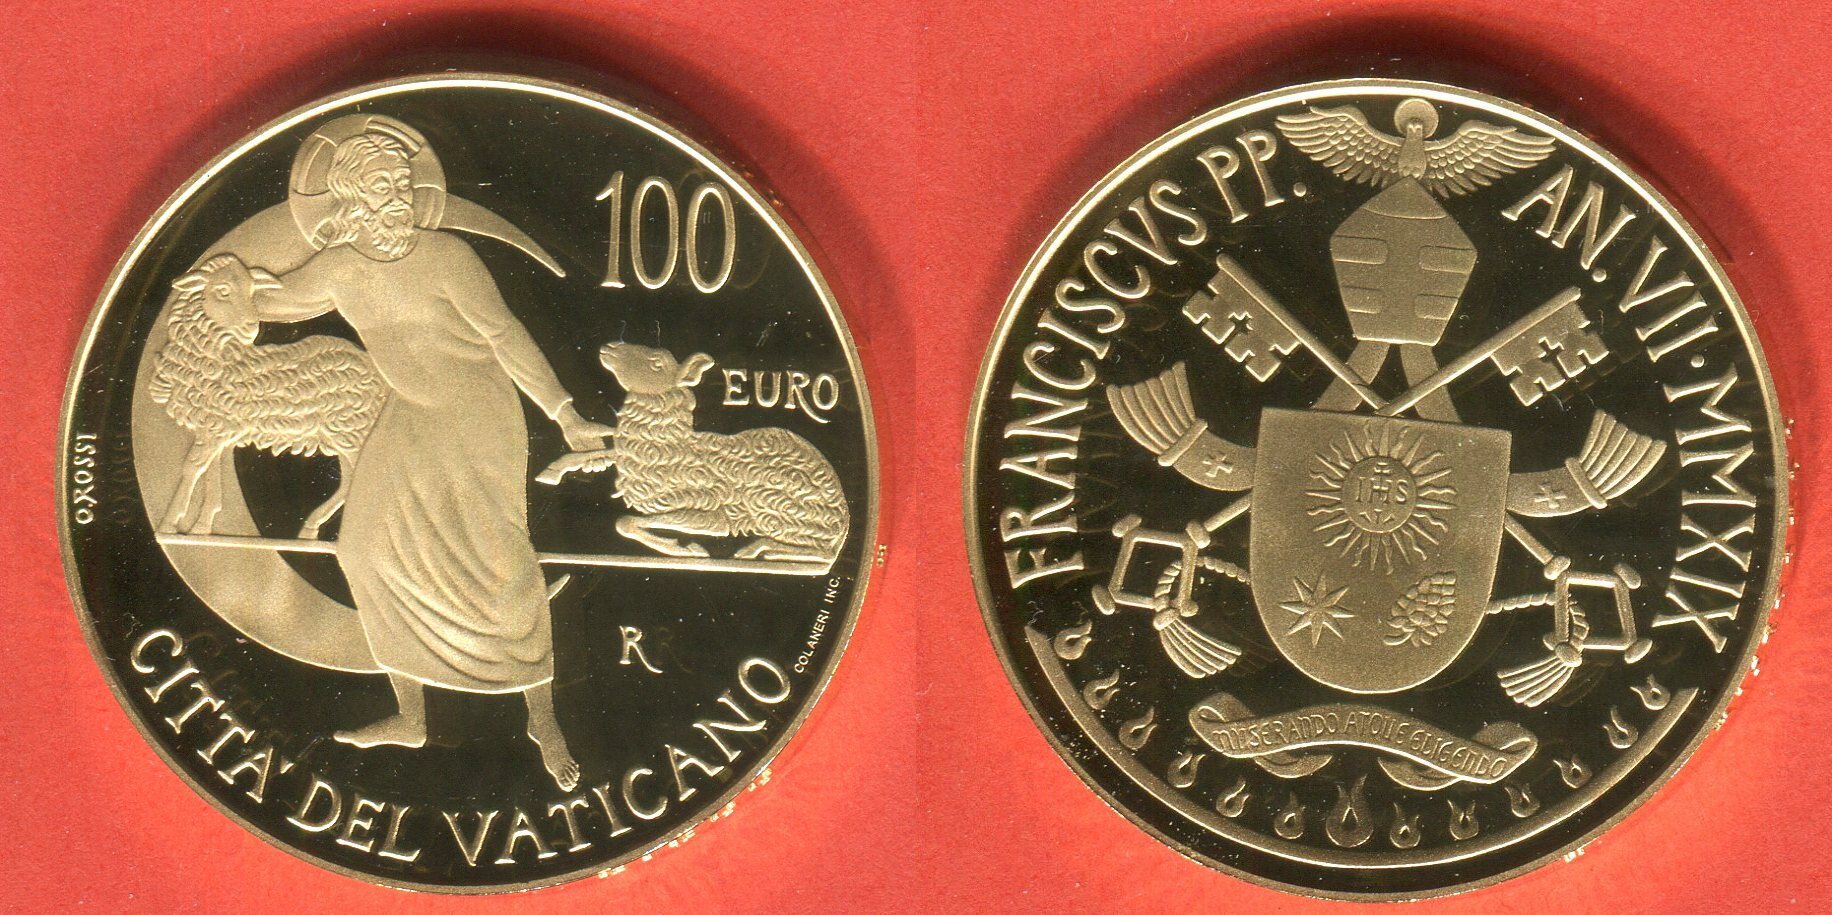 100
EURO
O.ROSSI
R
COLANERI INC.
CITTA' DEL VATICANO
FRANCISCVS PP. AN. VII · MMXIX
IHS
MISERANDO ATQUE ELIGENDO